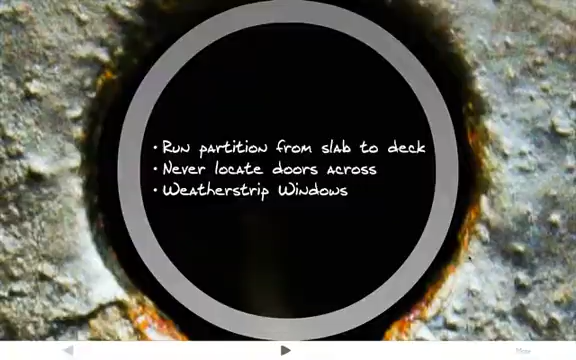 • Run partition from slab to deck
• Never locate doors across
• Weatherstrip Windows